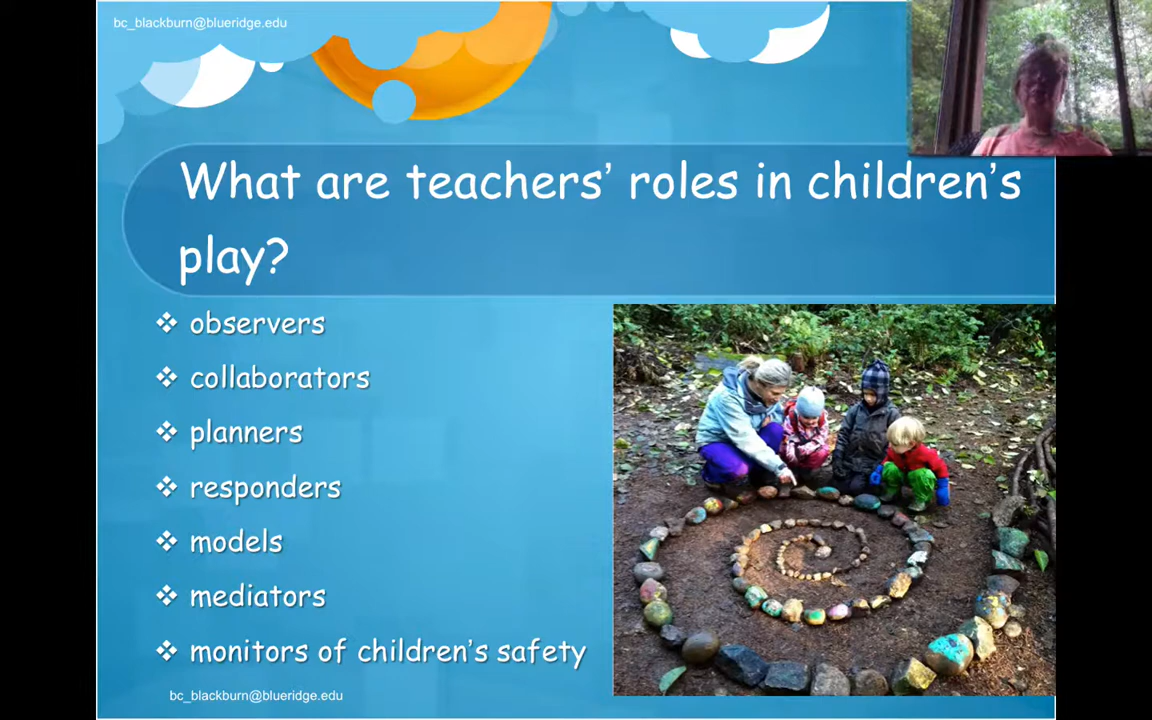 bc_blackburn@blueridge.edu
What are teachers’ roles in children’s
play?
❖ observers
❖ collaborators
❖ planners
❖ responders
❖ models
❖ mediators
❖ monitors of children’s safety
bc_blackburn@blueridge.edu